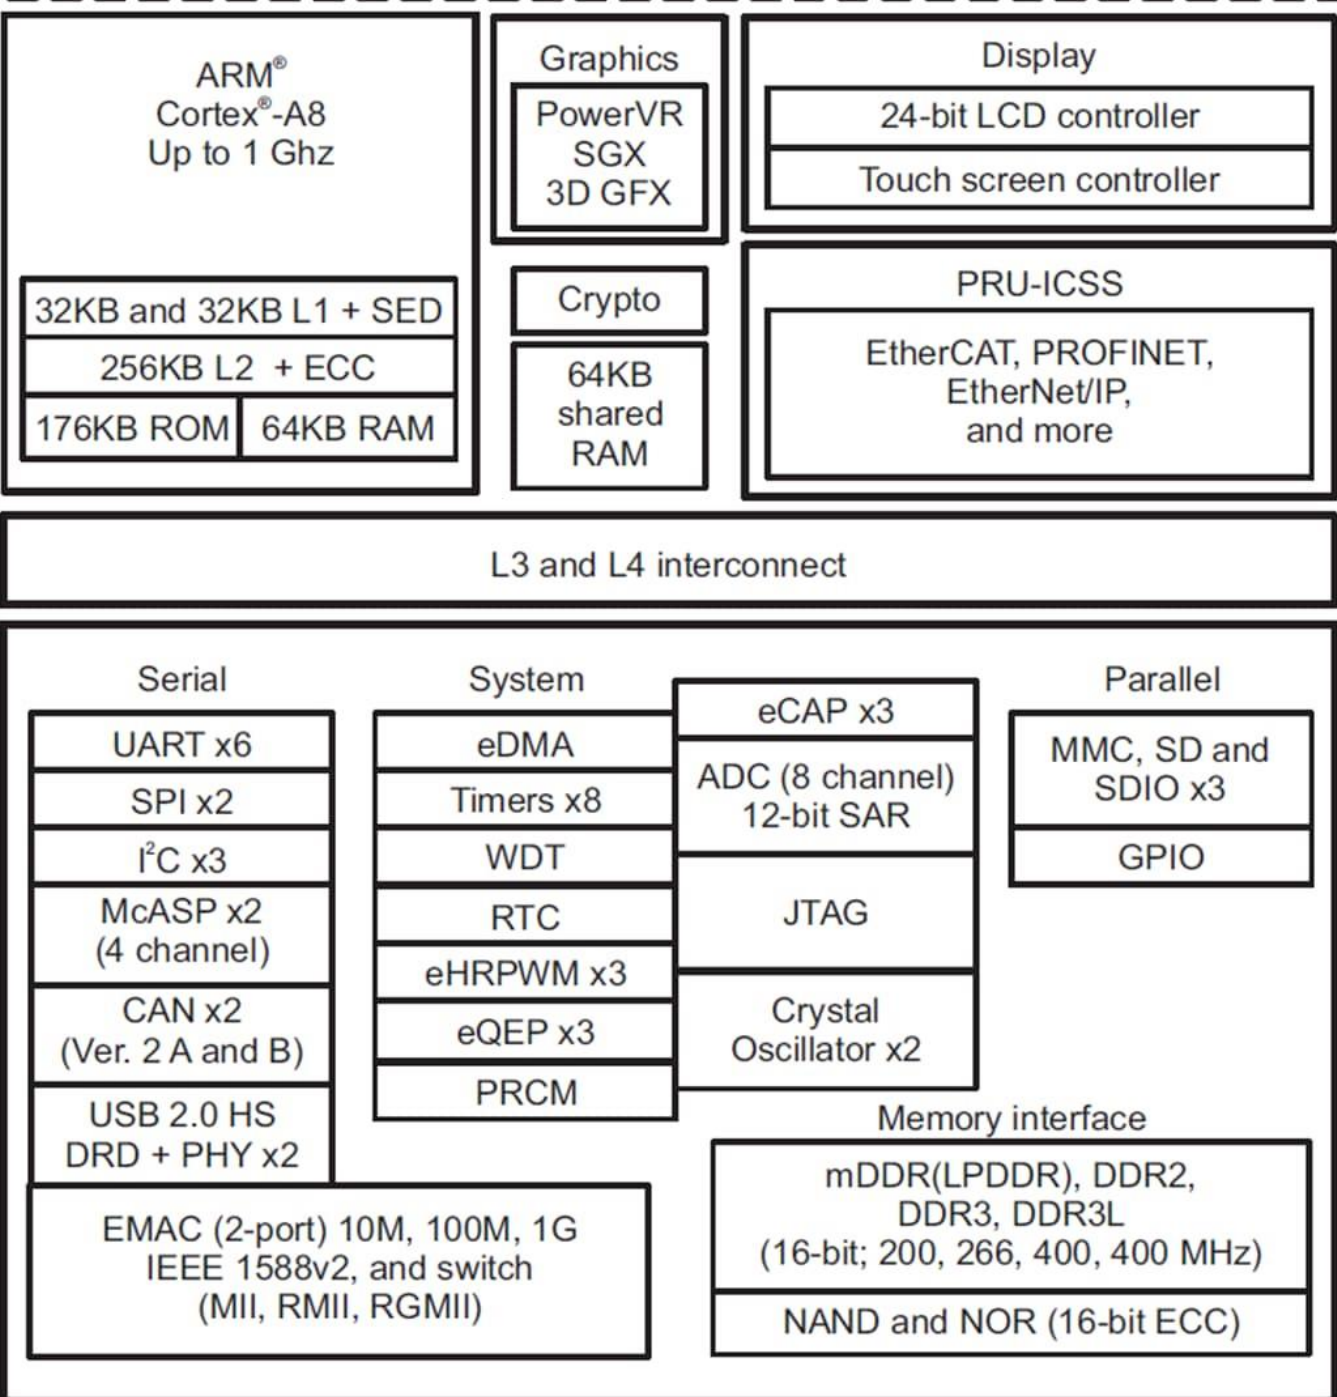 ARM®
Cortex®-A8
Up to 1 Ghz
32KB and 32KB L1 + SED
256KB L2 + ECC
176KB ROM
64KB RAM
Graphics
PowerVR
SGX
3D GFX
Crypto
64KB
shared
RAM
Display
24-bit LCD controller
Touch screen controller
PRU-ICSS
EtherCAT, PROFINET,
EtherNet/IP,
and more
L3 and L4 interconnect
Serial
UART x6
SPI x2
I²C x3
McASP x2
(4 channel)
CAN x2
(Ver. 2 A and B)
USB 2.0 HS
DRD + PHY x2
EMAC (2-port) 10M, 100M, 1G
IEEE 1588v2, and switch
(MII, RMII, RGMII)
System
eDMA
Timers x8
WDT
RTC
eHRPWM x3
eQEP x3
PRCM
eCAP x3
ADC (8 channel)
12-bit SAR
JTAG
Crystal
Oscillator x2
Parallel
MMC, SD and
SDIO x3
GPIO
Memory interface
mDDR(LPDDR), DDR2,
DDR3, DDR3L
(16-bit; 200, 266, 400, 400 MHz)
NAND and NOR (16-bit ECC)